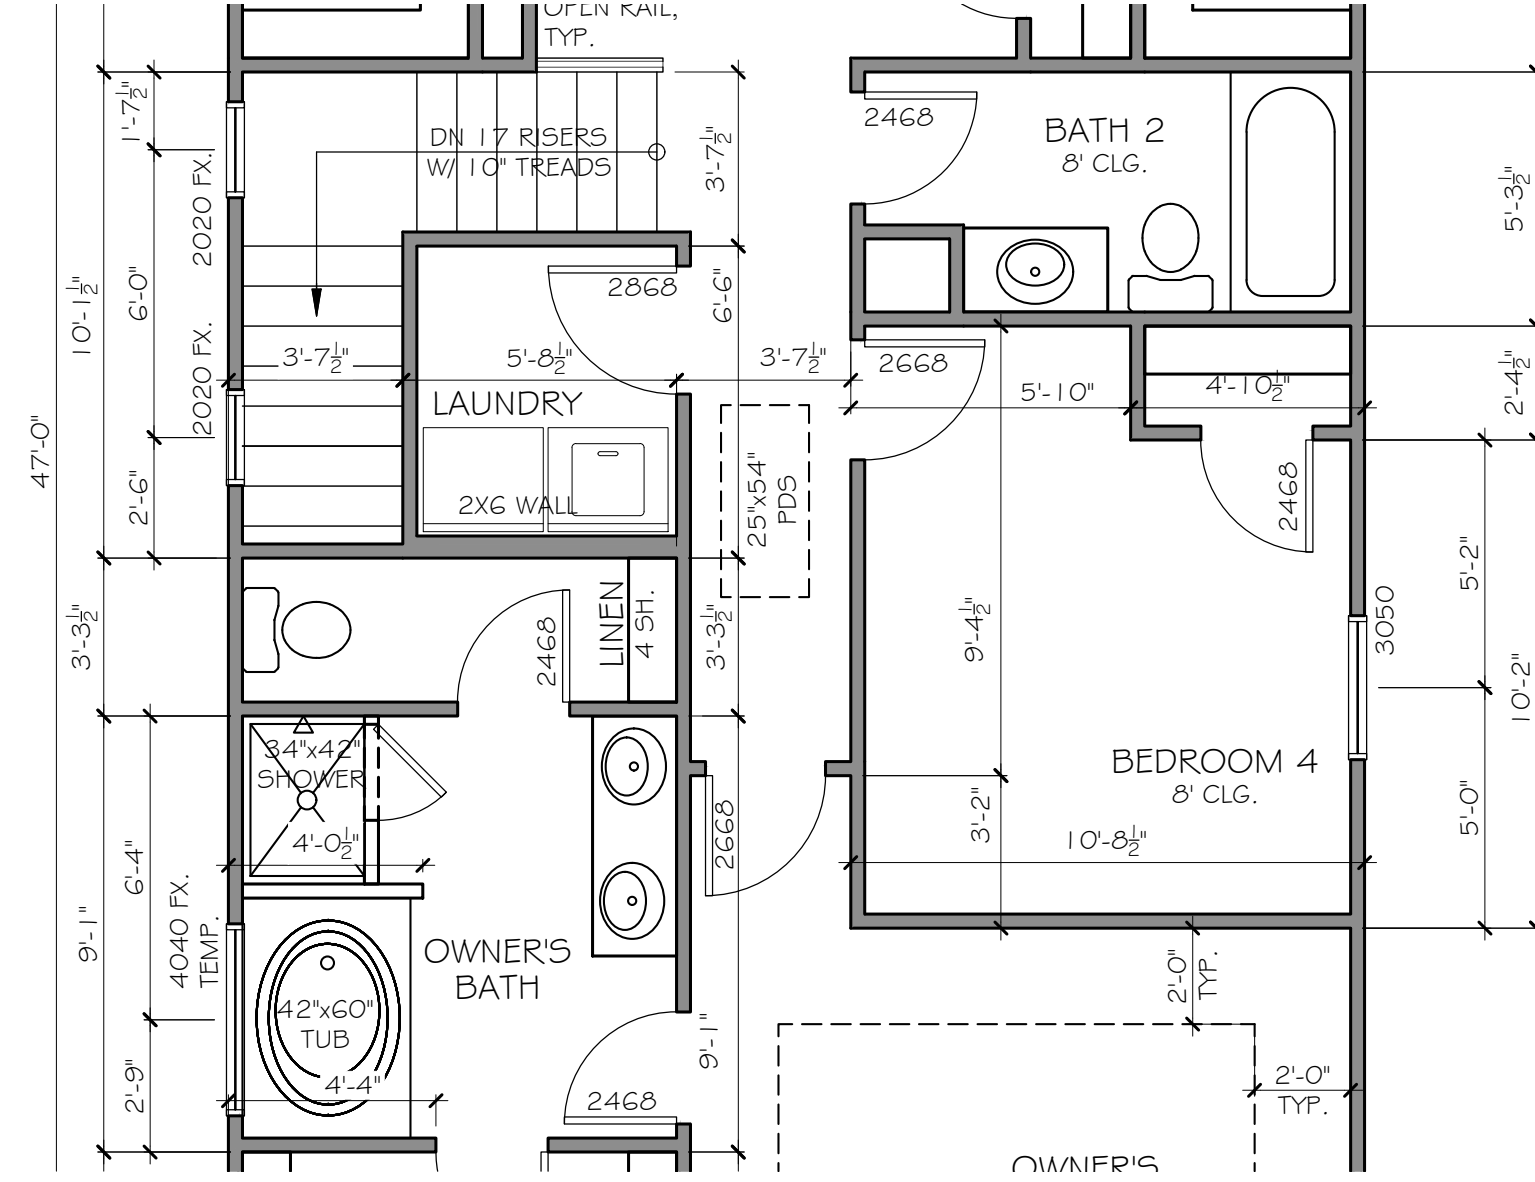 OPEN RAIL,
TYP.
1'-7½"
DN 17 RISERS
W/ 10" TREADS
3'-7½"
2468
BATH 2
8' CLG.
5'-3½"
2020 FX.
10'-1½"
6'-0"
2868
6'-6"
2020 FX.
3'-7½"
5'-8½"
3'-7½"
2668
5'-10"
4'-10½"
2'-4½"
LAUNDRY
47'-0"
2'-6"
2X6 WALL
25"x54"
PDS
2468
5'-2"
3'-3½"
2468
LINEN
4 SH.
3'-3½"
9'-4½"
3050
10'-2"
34"x42"
SHOWER
BEDROOM 4
8' CLG.
4'-0½"
2668
3'-2"
10'-8½"
5'-0"
6'-4"
9'-1"
4040 FX.
TEMP.
OWNER'S
BATH
2'-0"
TYP.
42"x60"
TUB
9'-1"
4'-4"
2'-9"
2468
2'-0"
TYP.
OWNER'S